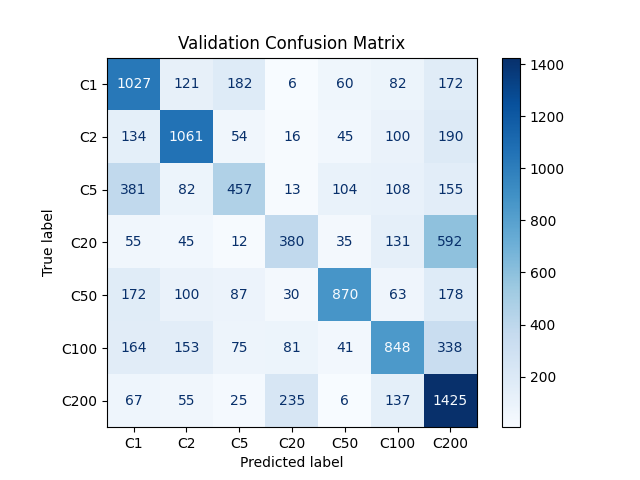 Validation Confusion Matrix
True label
C1 1027 121 182 6 60 82 172
C2 134 1061 54 16 45 100 190
C5 381 82 457 13 104 108 155
C20 55 45 12 380 35 131 592
C50 172 100 87 30 870 63 178
C100 164 153 75 81 41 848 338
C200 67 55 25 235 6 137 1425
C1 C2 C5 C20 C50 C100 C200
Predicted label
1400
1200
1000
800
600
400
200